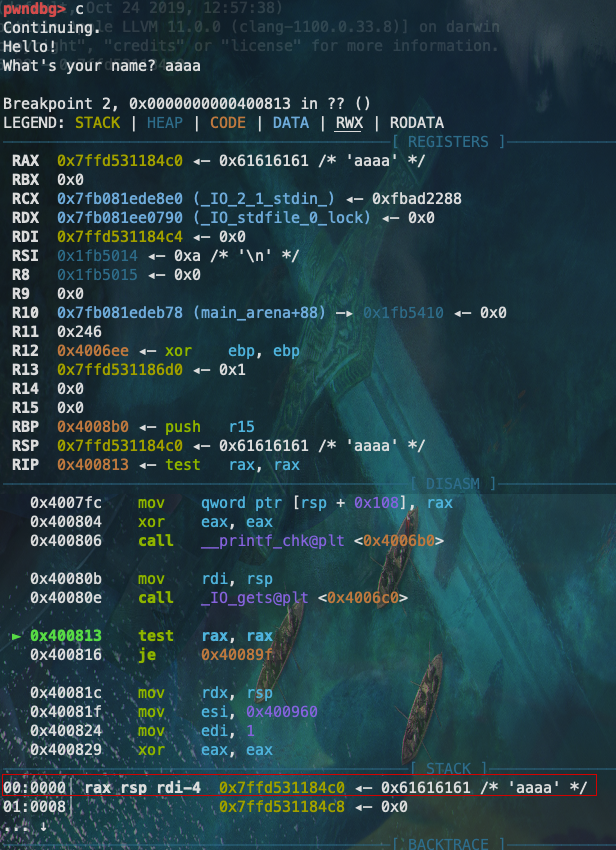 pwndbg> c
Continuing.
Hello!
What's your name? aaaa
Breakpoint 2, 0x0000000000400813 in ?? ()
LEGEND: STACK | HEAP | CODE | DATA | RWX | RODATA
[ REGISTERS ]
RAX 0x7ffd531184c0 ◂— 0x61616161 /* 'aaaa' */
RBX 0x0
RCX 0x7fb081ede8e0 (_IO_2_1_stdin_) ◂— 0xfbad2288
RDX 0x7fb081ee0790 (_IO_stdfile_0_lock) ◂— 0x0
RDI 0x7ffd531184c4 ◂— 0x0
RSI 0x1fb5014 ◂— 0xa /* '\n' */
R8 0x1fb5015 ◂— 0x0
R9 0x0
R10 0x7fb081edeb78 (main_arena+88) —▸ 0x1fb5410 ◂— 0x0
R11 0x246
R12 0x4006ee ◂— xor ebp, ebp
R13 0x7ffd531186d0 ◂— 0x1
R14 0x0
R15 0x0
RBP 0x4008b0 ◂— push r15
RSP 0x7ffd531184c0 ◂— 0x61616161 /* 'aaaa' */
RIP 0x400813 ◂— test rax, rax
[ DISASM ]
0x4007fc mov qword ptr [rsp + 0x108], rax
0x400804 xor eax, eax
0x400806 call __printf_chk@plt <0x4006b0>
0x40080b mov rdi, rsp
0x40080e call _IO_gets@plt <0x4006c0>
► 0x400813 test rax, rax
0x400816 je 0x40089f
0x40081c mov rdx, rsp
0x40081f mov esi, 0x400960
0x400824 mov edi, 1
0x400829 xor eax, eax
[ STACK ]
00:0000│ rax rsp rdi-4 0x7ffd531184c0 ◂— 0x61616161 /* 'aaaa' */
01:0008│ 0x7ffd531184c8 ◂— 0x0
... ↓
[ BACKTRACE ]